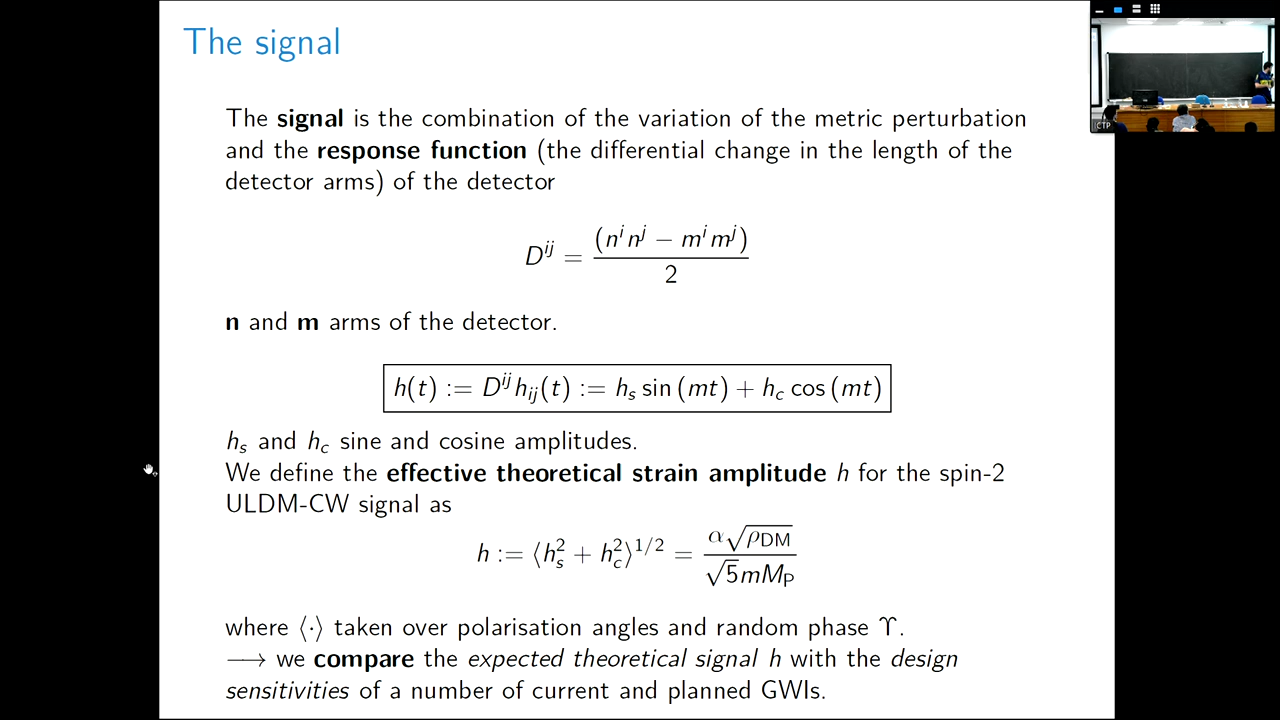 The signal
The signal is the combination of the variation of the metric perturbation
and the response function (the differential change in the length of the
detector arms) of the detector
D^{ij} = (n^i n^j − m^i m^j) / 2
n and m arms of the detector.
h(t) := D^{ij} h_{ij}(t) := h_s sin (mt) + h_c cos (mt)
h_s and h_c sine and cosine amplitudes.
We define the effective theoretical strain amplitude h for the spin-2
ULDM-CW signal as
h := ⟨h_s^2 + h_c^2⟩^{1/2} = α√ρ_DM / √5 m M_P
where ⟨·⟩ taken over polarisation angles and random phase ϒ.
⟶ we compare the expected theoretical signal h with the design
sensitivities of a number of current and planned GWIs.
ICTP